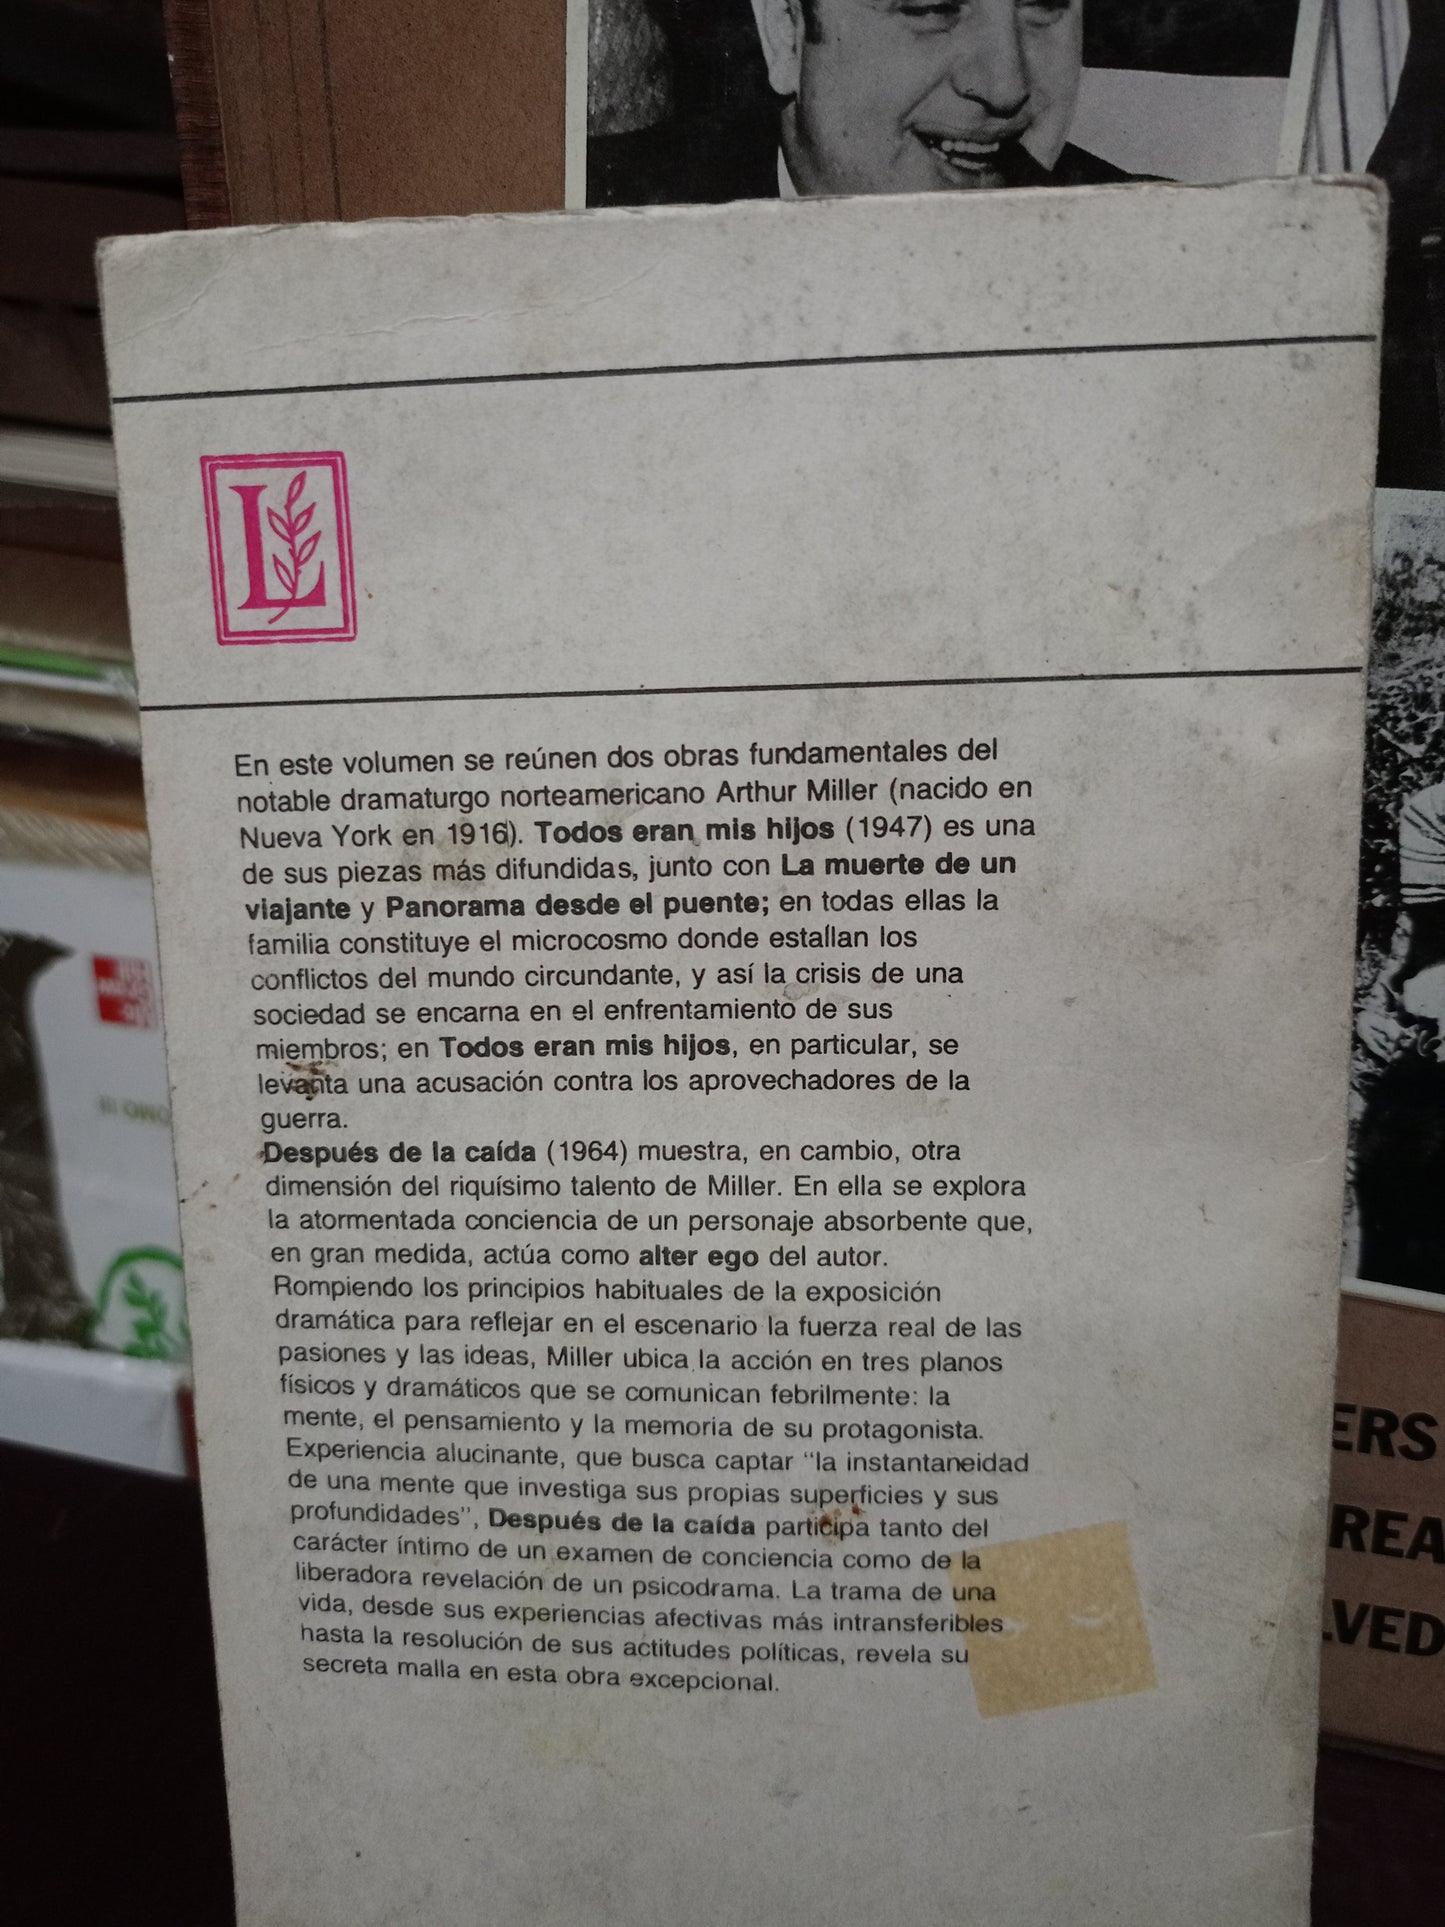 L
En este volumen se reúnen dos obras fundamentales del
notable dramaturgo norteamericano Arthur Miller (nacido en
Nueva York en 1916). Todos eran mis hijos (1947) es una
de sus piezas más difundidas, junto con La muerte de un
viajante y Panorama desde el puente; en todas ellas la
familia constituye el microcosmo donde estallan los
conflictos del mundo circundante, y así la crisis de una
sociedad se encarna en el enfrentamiento de sus
miembros; en Todos eran mis hijos, en particular, se
levanta una acusación contra los aprovechadores de la
guerra.
Después de la caída (1964) muestra, en cambio, otra
dimensión del riquísimo talento de Miller. En ella se explora
la atormentada conciencia de un personaje absorbente que,
en gran medida, actúa como alter ego del autor.
Rompiendo los principios habituales de la exposición
dramática para reflejar en el escenario la fuerza real de las
pasiones y las ideas, Miller ubica la acción en tres planos
físicos y dramáticos que se comunican febrilmente: la
mente, el pensamiento y la memoria de su protagonista.
Experiencia alucinante, que busca captar "la instantaneidad
de una mente que investiga sus propias superficies y sus
profundidades", Después de la caída participa tanto del
carácter íntimo de un examen de conciencia como de la
liberadora revelación de un psicodrama. La trama de una
vida, desde sus experiencias afectivas más intransferibles
hasta la resolución de sus actitudes políticas, revela su
secreta malla en esta obra excepcional.
ERS
REA
LVED